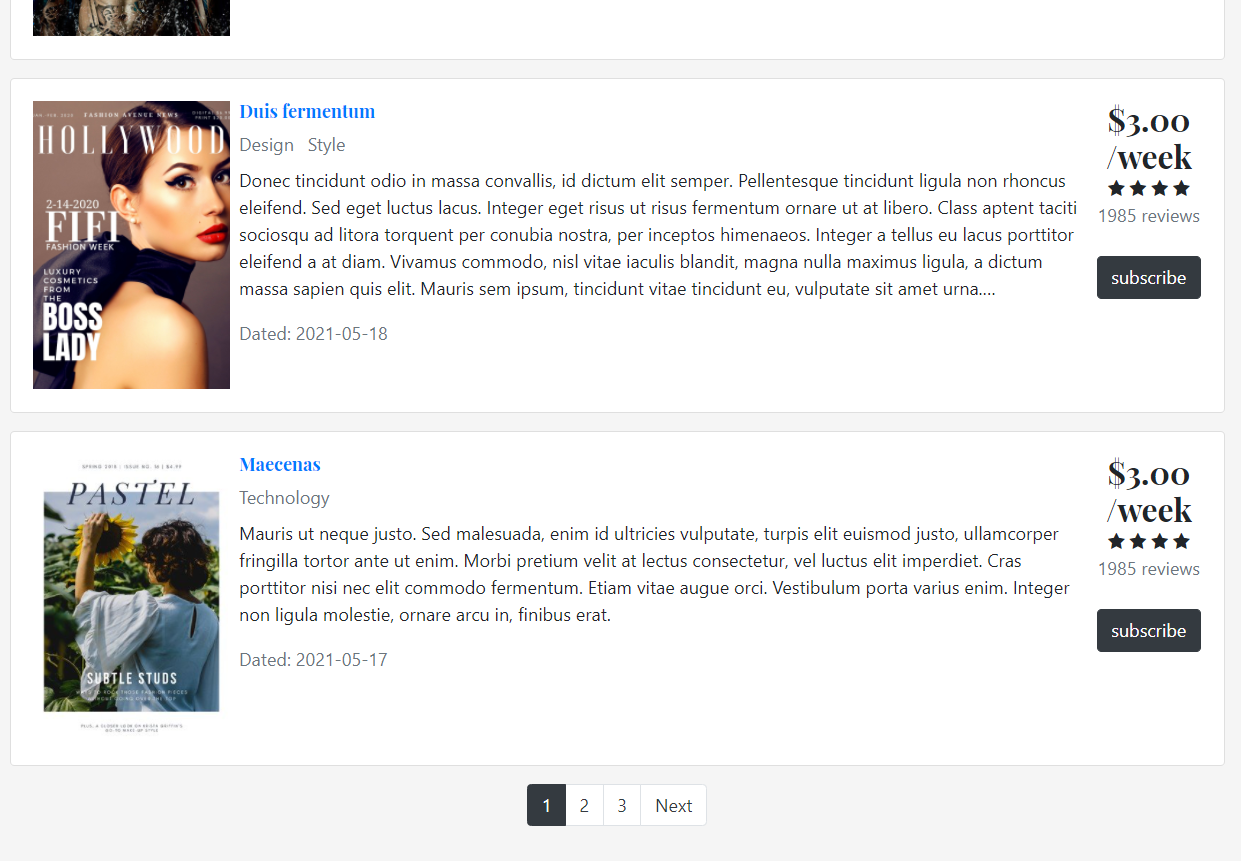 FASHION AVENUE NEWS
HOLLYWOOD
2-14-2020
FIFI
FASHION WEEK
LUXURY
COSMETICS
FROM
THE
BOSS
LADY
Duis fermentum
Design Style
Donec tincidunt odio in massa convallis, id dictum elit semper. Pellentesque tincidunt ligula non rhoncus
eleifend. Sed eget luctus lacus. Integer eget risus ut risus fermentum ornare ut at libero. Class aptent taciti
sociosqu ad litora torquent per conubia nostra, per inceptos himenaeos. Integer a tellus eu lacus porttitor
eleifend a at diam. Vivamus commodo, nisl vitae iaculis blandit, magna nulla maximus ligula, a dictum
massa sapien quis elit. Mauris sem ipsum, tincidunt vitae tincidunt eu, vulputate sit amet urna....
Dated: 2021-05-18
$3.00
/week
★★★★
1985 reviews
subscribe
PASTEL
SUBTLE STUDS
Maecenas
Technology
Mauris ut neque justo. Sed malesuada, enim id ultricies vulputate, turpis elit euismod justo, ullamcorper
fringilla tortor ante ut enim. Morbi pretium velit at lectus consectetur, vel luctus elit imperdiet. Cras
porttitor nisi nec elit commodo fermentum. Etiam vitae augue orci. Vestibulum porta varius enim. Integer
non ligula molestie, ornare arcu in, finibus erat.
Dated: 2021-05-17
$3.00
/week
★★★★
1985 reviews
subscribe
1 2 3 Next